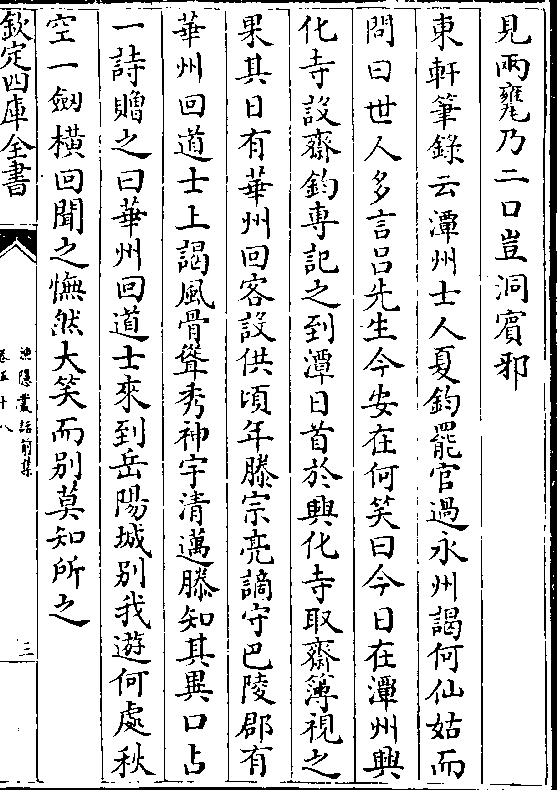 見兩甕乃二口豈洞賓邪
東軒筆錄云潭州士人夏鈞罷官過永州謁何仙姑而
問曰世人多言呂先生今安在何笑曰今日在潭州興
化寺設齋鈞專記之到潭日首於興化寺取齋簿視之
果其日有華州回客設供頃年滕宗亮謫守巴陵郡有
華州回道士上謁風骨聳秀神宇清邁滕知其異口占
一詩贈之曰華州回道士來到岳陽城別我遊何處秋
空一劔橫回聞之憮然大笑而別莫知所之
欽定四庫全書
漁隱叢話前集
卷五十八
三